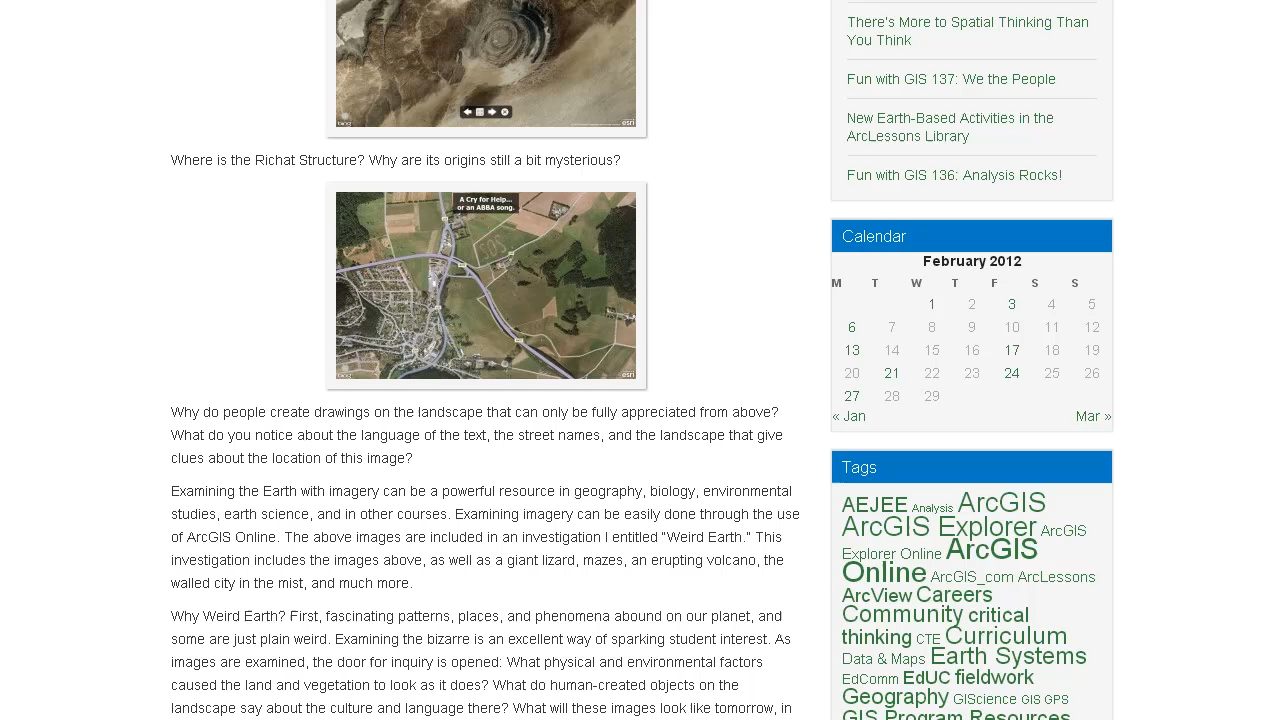 bing
esri
Where is the Richat Structure? Why are its origins still a bit mysterious?
A Cry for Help...
or an ABBA song.
esri
Why do people create drawings on the landscape that can only be fully appreciated from above?
What do you notice about the language of the text, the street names, and the landscape that give
clues about the location of this image?
Examining the Earth with imagery can be a powerful resource in geography, biology, environmental
studies, earth science, and in other courses. Examining imagery can be easily done through the use
of ArcGIS Online. The above images are included in an investigation I entitled "Weird Earth." This
investigation includes the images above, as well as a giant lizard, mazes, an erupting volcano, the
walled city in the mist, and much more.
Why Weird Earth? First, fascinating patterns, places, and phenomena abound on our planet, and
some are just plain weird. Examining the bizarre is an excellent way of sparking student interest. As
images are examined, the door for inquiry is opened: What physical and environmental factors
caused the land and vegetation to look as it does? What do human-created objects on the
landscape say about the culture and language there? What will these images look like tomorrow, in
There's More to Spatial Thinking Than
You Think
Fun with GIS 137: We the People
New Earth-Based Activities in the
ArcLessons Library
Fun with GIS 136: Analysis Rocks!
Calendar
February 2012
M T W T F S S
1 2 3 4 5
6 7 8 9 10 11 12
13 14 15 16 17 18 19
20 21 22 23 24 25 26
27 28 29
« Jan Mar »
Tags
AEJEE Analysis ArcGIS
ArcGIS Explorer ArcGIS
Explorer Online ArcGIS
Online ArcGIS_com ArcLessons
ArcView Careers
Community critical
thinking CTE Curriculum
Data & Maps Earth Systems
EdComm EdUC fieldwork
Geography GIScience GIS GPS
GIS Program Resources